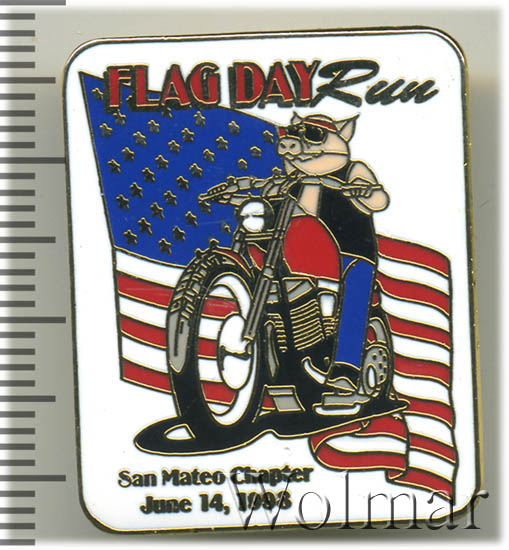 FLAG DAY Run
San Mateo Chapter
June 14, 1998
Wolmar